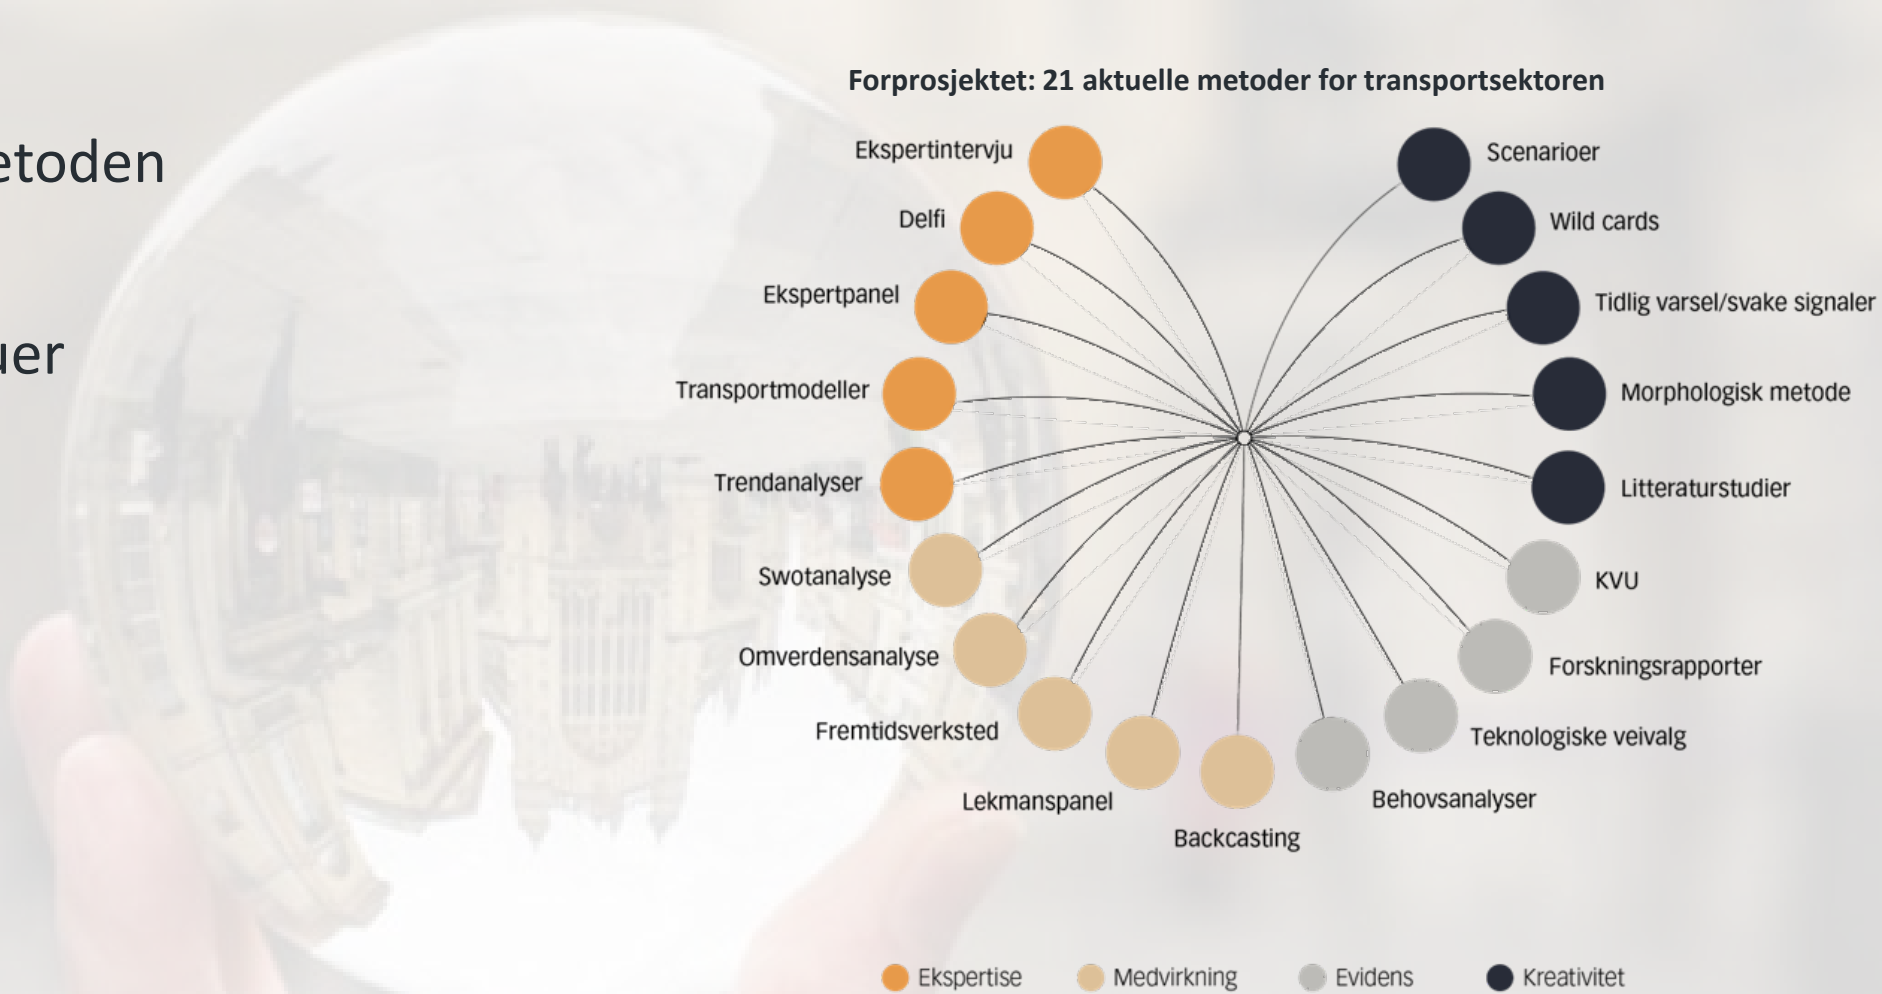 etoden
uer
Forprosjektet: 21 aktuelle metoder for transportsektoren
Ekspertintervju
Delfi
Ekspertpanel
Transportmodeller
Trendanalyser
Swotanalyse
Omverdensanalyse
Fremtidsverksted
Lekmanspanel
Backcasting
Behovsanalyser
Teknologiske veivalg
Forskningsrapporter
KVU
Litteraturstudier
Morphologisk metode
Tidlig varsel/svake signaler
Wild cards
Scenarioer
Ekspertise
Medvirkning
Evidens
Kreativitet